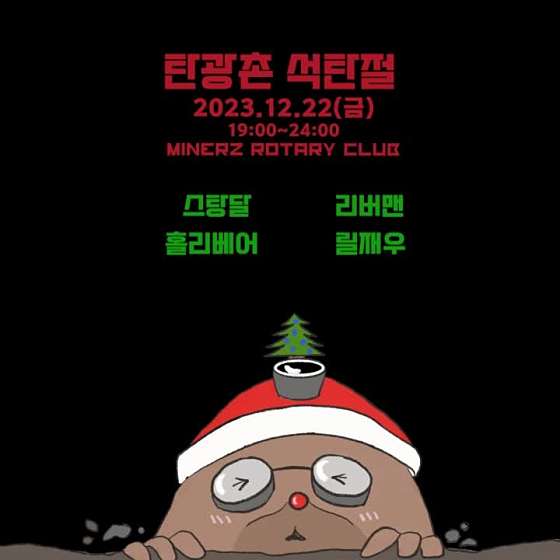 탄광촌 석탄절
2023.12.22(금)
19:00~24:00
MINERZ ROTARY CLUB
스탕달 리버맨
홀리베어 릴재우